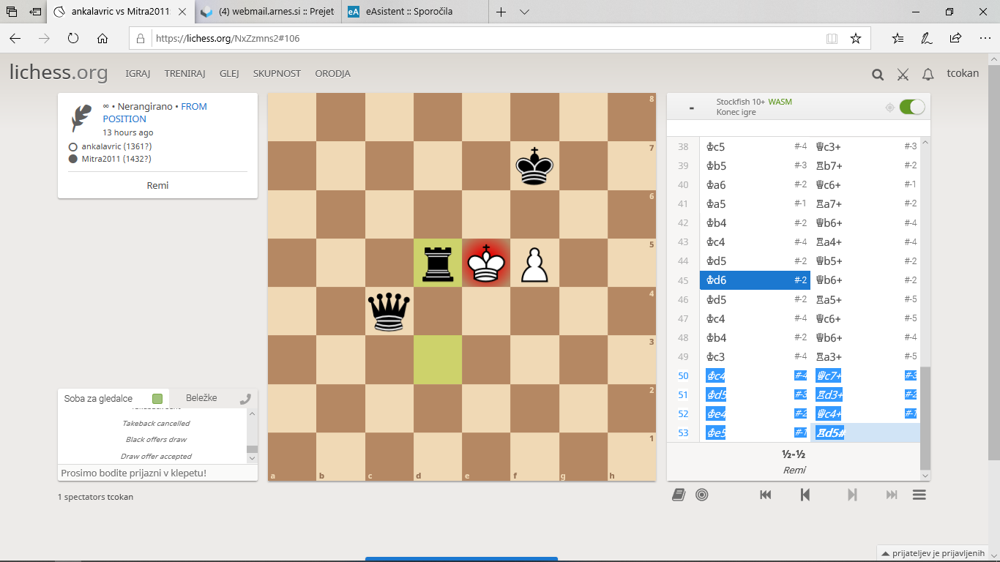 ankalavric vs Mitra2011:
(4) webmail.arnes.si :: Prejet
eAsistent :: Sporočila
https://lichess.org/NxZzmns2#106
lichess.org
IGRAJ
TRENIRAJ
GLEJ
SKUPNOST
ORODJA
tcokan
∞ • Nerangirano • FROM
POSITION
13 hours ago
ankalavric (1361?)
Mitra2011 (1432?)
Remi
Soba za gledalce
Beležke
Takeback cancelled
Black offers draw
Draw offer accepted
Prosimo bodite prijazni v klepetu!
1 spectators tcokan
8
7
6
5
4
3
2
1
a
b
c
d
e
f
g
h
-
Stockfish 10+ WASM
Konec igre
38 ♔c5 #-4 ♕c3+ #-3
39 ♔b5 #-3 ♖b7+ #-2
40 ♔a6 #-2 ♕c6+ #-1
41 ♔a5 #-1 ♖a7+ #-2
42 ♔b4 #-2 ♕b6+ #-4
43 ♔c4 #-4 ♖a4+ #-4
44 ♔d5 #-2 ♕b5+ #-2
45 ♔d6 #-2 ♕b6+ #-2
46 ♔d5 #-2 ♖a5+ #-5
47 ♔c4 #-4 ♕c6+ #-5
48 ♔b4 #-2 ♕b6+ #-4
49 ♔c3 #-4 ♖a3+ #-5
50 ♔c4 #-4 ♕c7+ #-3
51 ♔d5 #-3 ♖d3+ #-2
52 ♔e4 #-2 ♕c4+ #-1
53 ♔e5 #-1 ♖d5#
½-½
Remi
prijateljev je prijavljenih